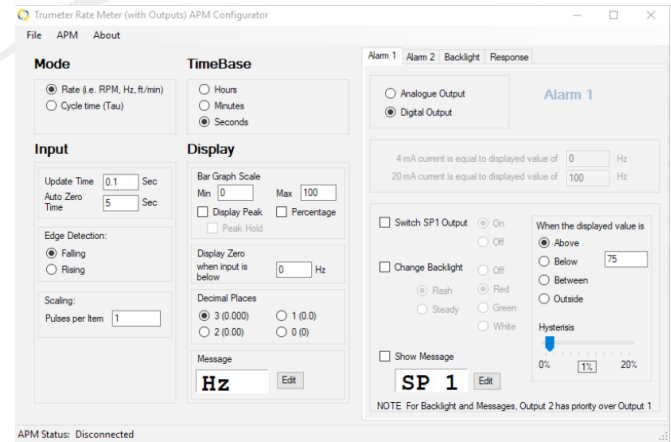 Trumeter Rate Meter (with Outputs) APM Configurator
File APM About
Mode
Rate (i.e. RPM, Hz, ft/min)
Cycle time (Tau)
TimeBase
Hours
Minutes
Seconds
Input
Update Time 0.1 Sec
Auto Zero
Time 5 Sec
Edge Detection:
Falling
Rising
Scaling:
Pulses per Item 1
Display
Bar Graph Scale
Min 0 Max 100
Display Peak Percentage
Peak Hold
Display Zero
when input is
below 0 Hz
Decimal Places
3 (0.000) 1 (0.0)
2 (0.00) 0 (0)
Message
Hz Edit
Alarm 1 Alarm 2 Backlight Response
Analogue Output
Digital Output
Alarm 1
4 mA current is equal to displayed value of 0 Hz
20 mA current is equal to displayed value of 100 Hz
Switch SP1 Output On
Off
Change Backlight Off
Flash Red
Steady Green
White
When the displayed value is
Above
Below 75
Between
Outside
Hysterisis
0% 1% 20%
Show Message
SP 1 Edit
NOTE For Backlight and Messages, Output 2 has priority over Output 1
APM Status: Disconnected